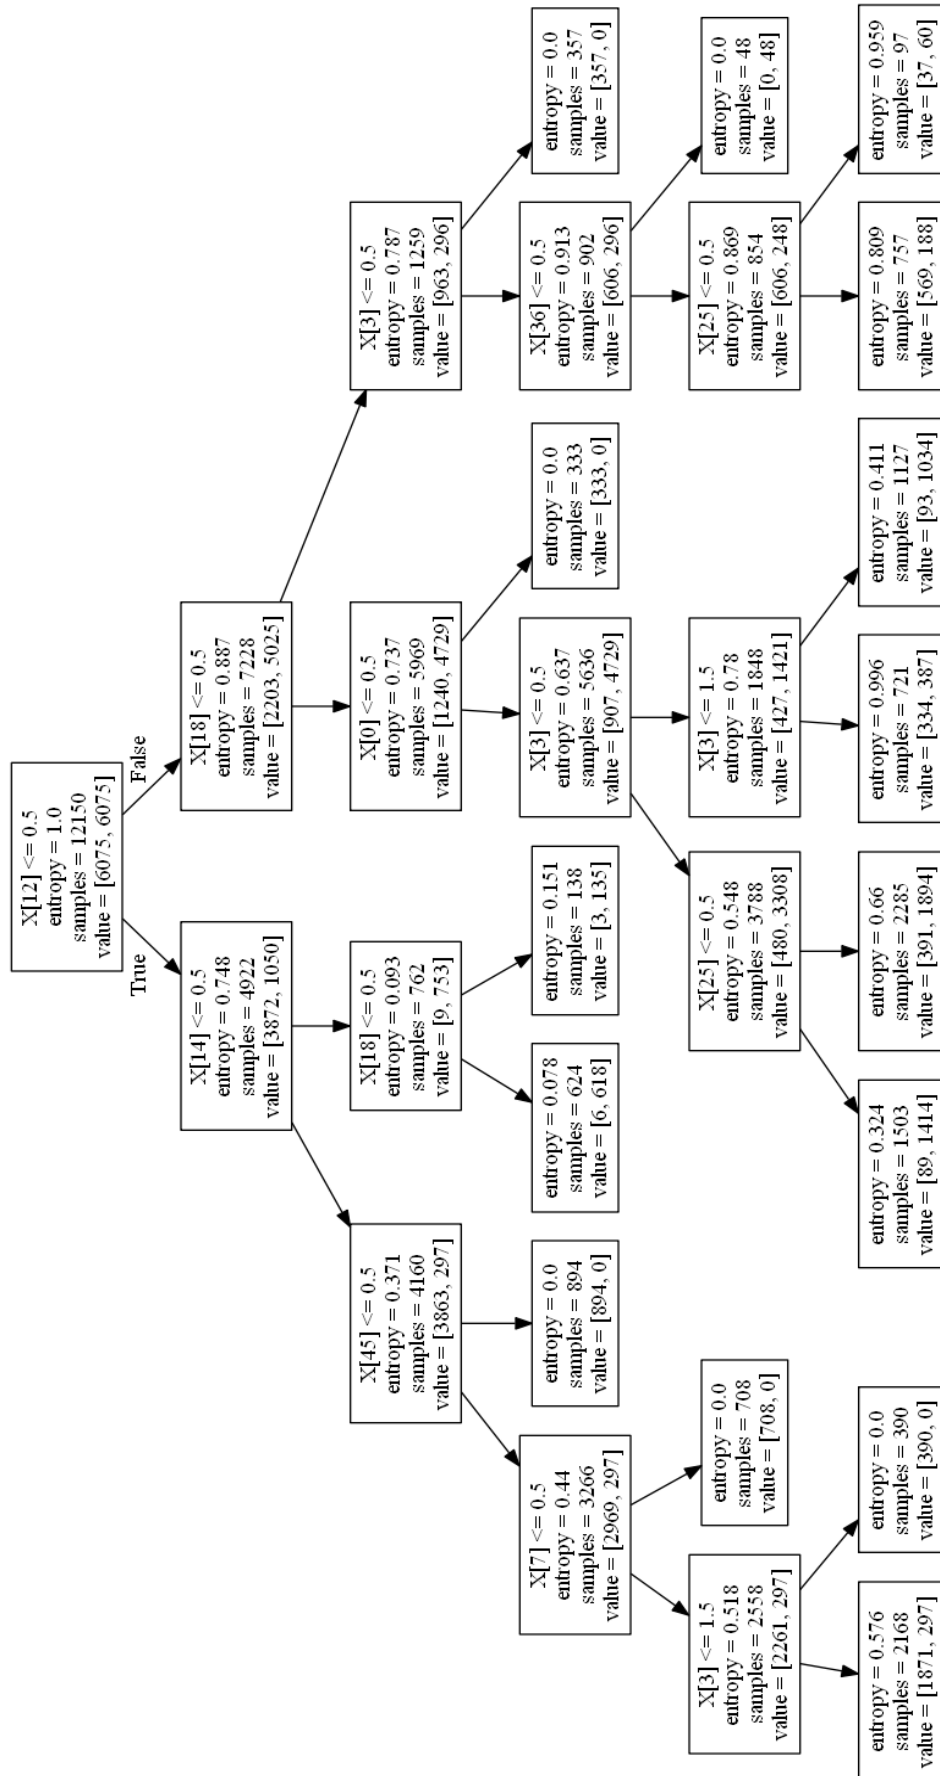 X[12] <= 0.5
entropy = 1.0
samples = 12150
value = [6075, 6075]
True
False
X[14] <= 0.5
entropy = 0.748
samples = 4922
value = [3872, 1050]
X[18] <= 0.5
entropy = 0.887
samples = 7228
value = [2203, 5025]
X[45] <= 0.5
entropy = 0.371
samples = 4160
value = [3863, 297]
X[18] <= 0.5
entropy = 0.093
samples = 762
value = [9, 753]
X[0] <= 0.5
entropy = 0.737
samples = 5969
value = [1240, 4729]
X[3] <= 0.5
entropy = 0.787
samples = 1259
value = [963, 296]
X[7] <= 0.5
entropy = 0.44
samples = 3266
value = [2969, 297]
entropy = 0.0
samples = 894
value = [894, 0]
entropy = 0.078
samples = 624
value = [6, 618]
entropy = 0.151
samples = 138
value = [3, 135]
X[3] <= 0.5
entropy = 0.637
samples = 5636
value = [907, 4729]
entropy = 0.0
samples = 333
value = [333, 0]
X[36] <= 0.5
entropy = 0.913
samples = 902
value = [606, 296]
entropy = 0.0
samples = 357
value = [357, 0]
X[3] <= 1.5
entropy = 0.518
samples = 2558
value = [2261, 297]
entropy = 0.0
samples = 708
value = [708, 0]
X[25] <= 0.5
entropy = 0.548
samples = 3788
value = [480, 3308]
X[3] <= 1.5
entropy = 0.78
samples = 1848
value = [427, 1421]
X[25] <= 0.5
entropy = 0.869
samples = 854
value = [606, 248]
entropy = 0.0
samples = 48
value = [0, 48]
entropy = 0.576
samples = 2168
value = [1871, 297]
entropy = 0.0
samples = 390
value = [390, 0]
entropy = 0.324
samples = 1503
value = [89, 1414]
entropy = 0.66
samples = 2285
value = [391, 1894]
entropy = 0.996
samples = 721
value = [334, 387]
entropy = 0.411
samples = 1127
value = [93, 1034]
entropy = 0.809
samples = 757
value = [569, 188]
entropy = 0.959
samples = 97
value = [37, 60]